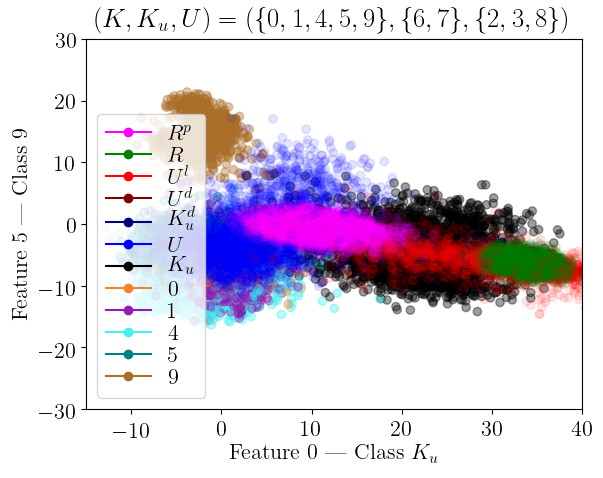 (K, K_u, U) = ({0, 1, 4, 5, 9}, {6, 7}, {2, 3, 8})
30
20
10
0
−10
−20
−30
Feature 5 — Class 9
R^p
R
U^l
U^d
K_u^d
U
K_u
0
1
4
5
9
−10
0
10
20
30
40
Feature 0 — Class K_u